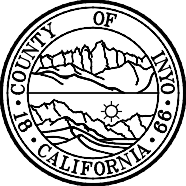 COUNTY OF INYO
18 · CALIFORNIA · 66